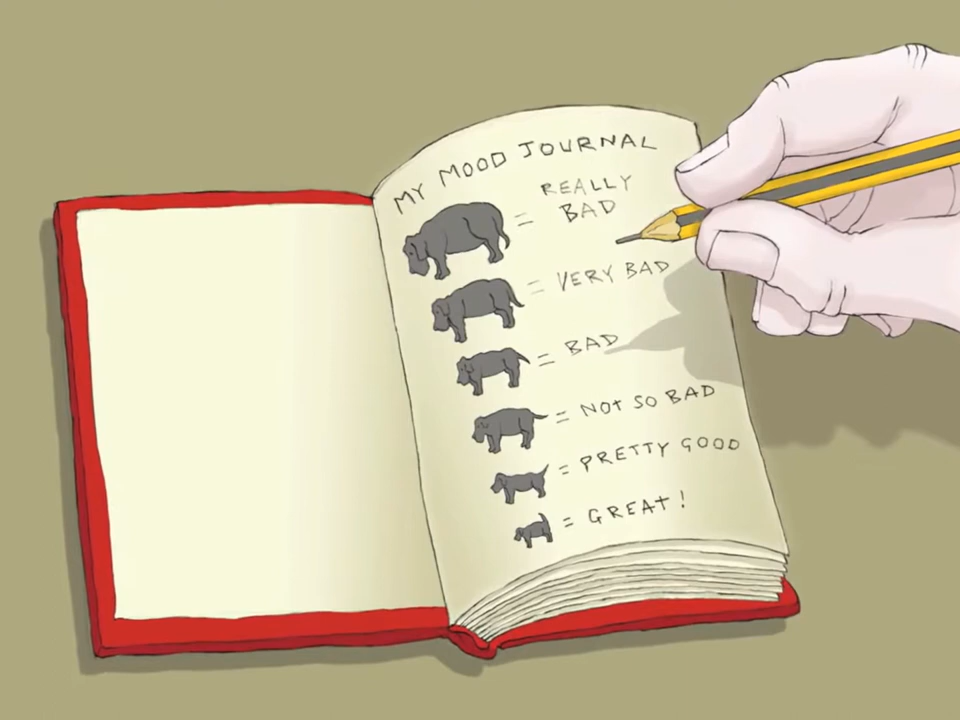 MY MOOD JOURNAL
= REALLY
BAD
= VERY BAD
= BAD
= NOt SO BAD
= PRETTY GOOD
= GREAt!